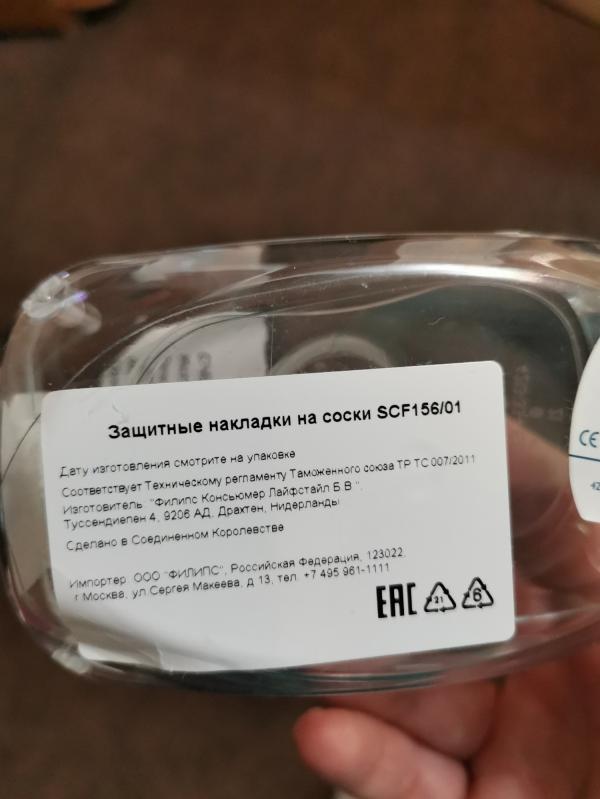 Защитные накладки на соски SCF156/01
Дату изготовления смотрите на упаковке
Соответствует Техническому регламенту Таможенного союза ТР ТС 007/2011
Изготовитель "Филипс Консьюмер Лайфстайл Б.В.".
Туссендиепен 4, 9206 АД, Драхтен, Нидерланды
Сделано в Соединенном Королевстве
Импортер: ООО "ФИЛИПС", Российская Федерация, 123022
г.Москва, ул.Сергея Макеева, д.13, тел. +7 495 961-1111
EAC 21 6
CE